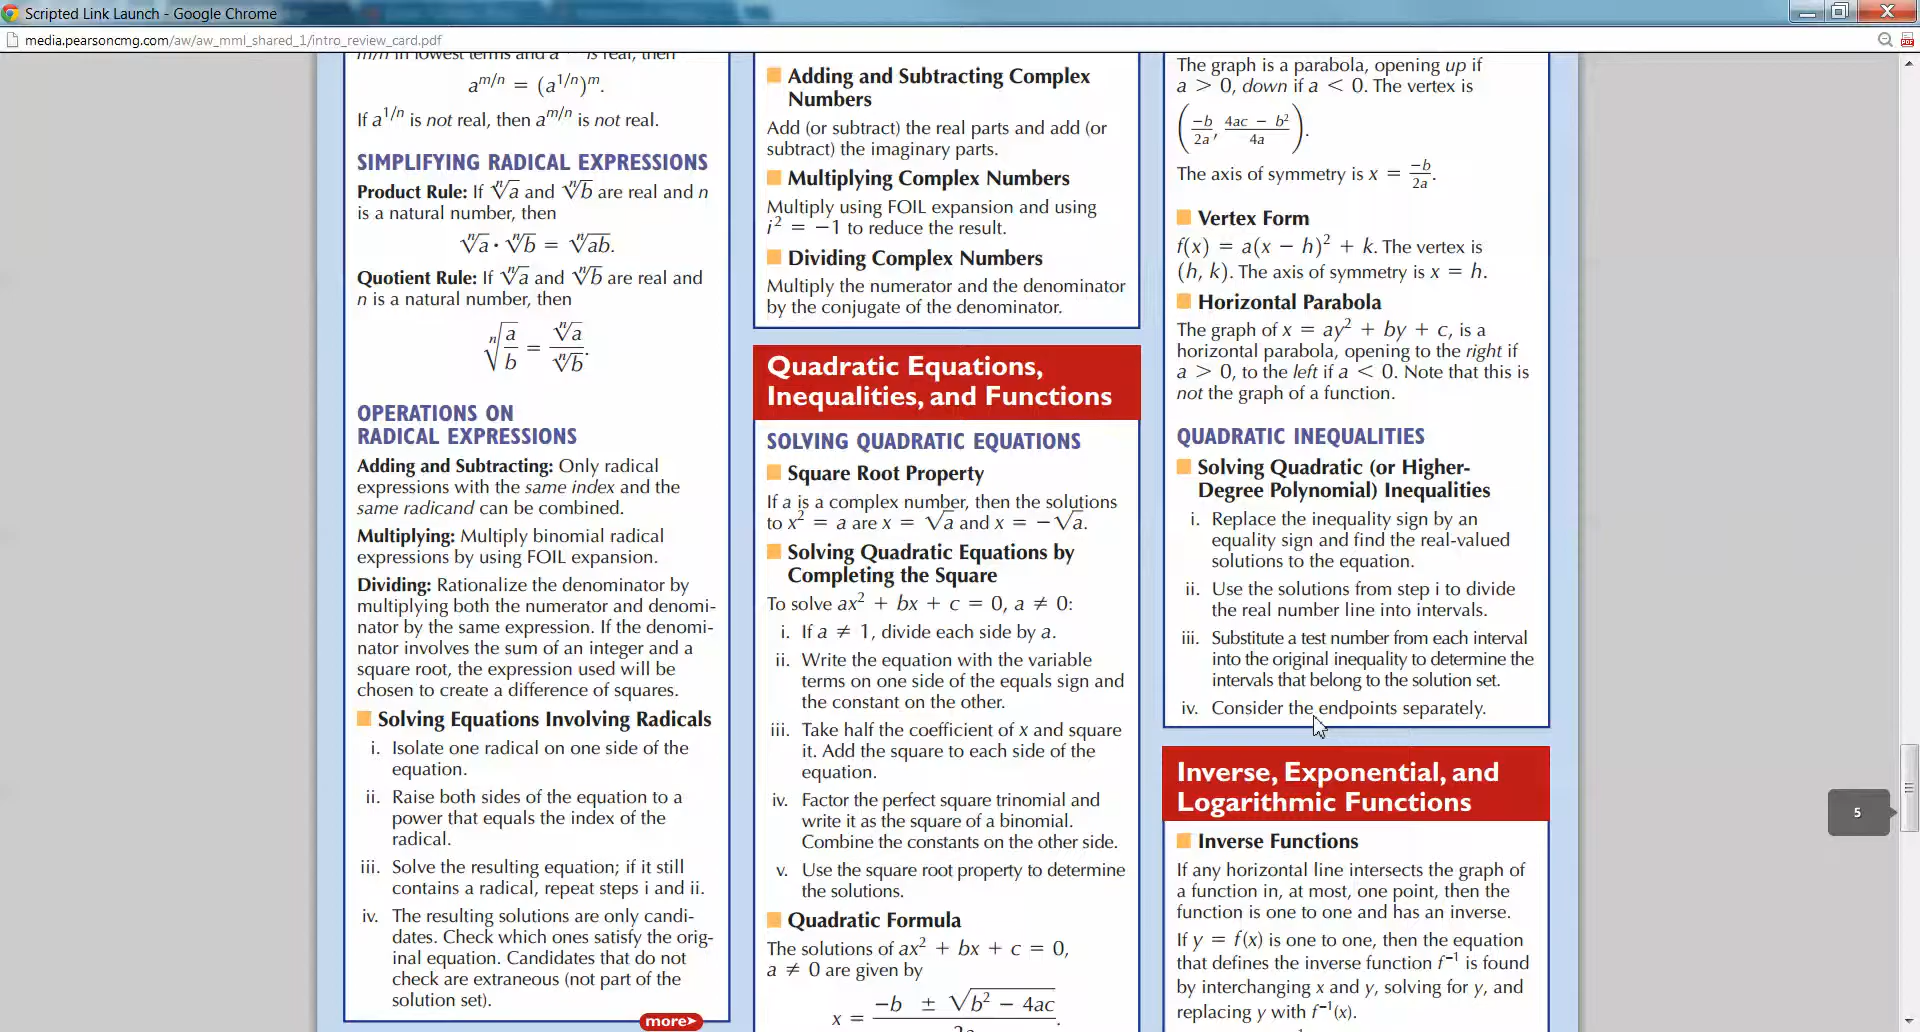 Scripted Link Launch - Google Chrome
media.pearsoncmg.com/aw/aw_mml_shared_1/intro_review_card.pdf
m/n in lowest terms and a is real, then
a^{m/n} = (a^{1/n})^m.
If a^{1/n} is not real, then a^{m/n} is not real.
SIMPLIFYING RADICAL EXPRESSIONS
Product Rule: If ⁿ√a and ⁿ√b are real and n
is a natural number, then
ⁿ√a · ⁿ√b = ⁿ√ab.
Quotient Rule: If ⁿ√a and ⁿ√b are real and
n is a natural number, then
ⁿ√(a/b) = ⁿ√a / ⁿ√b.
OPERATIONS ON
RADICAL EXPRESSIONS
Adding and Subtracting: Only radical
expressions with the same index and the
same radicand can be combined.
Multiplying: Multiply binomial radical
expressions by using FOIL expansion.
Dividing: Rationalize the denominator by
multiplying both the numerator and denomi-
nator by the same expression. If the denomi-
nator involves the sum of an integer and a
square root, the expression used will be
chosen to create a difference of squares.
Solving Equations Involving Radicals
i. Isolate one radical on one side of the
equation.
ii. Raise both sides of the equation to a
power that equals the index of the
radical.
iii. Solve the resulting equation; if it still
contains a radical, repeat steps i and ii.
iv. The resulting solutions are only candi-
dates. Check which ones satisfy the orig-
inal equation. Candidates that do not
check are extraneous (not part of the
solution set).
more
Adding and Subtracting Complex
Numbers
Add (or subtract) the real parts and add (or
subtract) the imaginary parts.
Multiplying Complex Numbers
Multiply using FOIL expansion and using
i² = −1 to reduce the result.
Dividing Complex Numbers
Multiply the numerator and the denominator
by the conjugate of the denominator.
Quadratic Equations,
Inequalities, and Functions
SOLVING QUADRATIC EQUATIONS
Square Root Property
If a is a complex number, then the solutions
to x² = a are x = √a and x = −√a.
Solving Quadratic Equations by
Completing the Square
To solve ax² + bx + c = 0, a ≠ 0:
i. If a ≠ 1, divide each side by a.
ii. Write the equation with the variable
terms on one side of the equals sign and
the constant on the other.
iii. Take half the coefficient of x and square
it. Add the square to each side of the
equation.
iv. Factor the perfect square trinomial and
write it as the square of a binomial.
Combine the constants on the other side.
v. Use the square root property to determine
the solutions.
Quadratic Formula
The solutions of ax² + bx + c = 0,
a ≠ 0 are given by
x = (−b ± √(b² − 4ac)) / 2a.
The graph is a parabola, opening up if
a > 0, down if a < 0. The vertex is
(−b/2a, (4ac − b²)/4a).
The axis of symmetry is x = −b/2a.
Vertex Form
f(x) = a(x − h)² + k. The vertex is
(h, k). The axis of symmetry is x = h.
Horizontal Parabola
The graph of x = ay² + by + c, is a
horizontal parabola, opening to the right if
a > 0, to the left if a < 0. Note that this is
not the graph of a function.
QUADRATIC INEQUALITIES
Solving Quadratic (or Higher-
Degree Polynomial) Inequalities
i. Replace the inequality sign by an
equality sign and find the real-valued
solutions to the equation.
ii. Use the solutions from step i to divide
the real number line into intervals.
iii. Substitute a test number from each interval
into the original inequality to determine the
intervals that belong to the solution set.
iv. Consider the endpoints separately.
Inverse, Exponential, and
Logarithmic Functions
Inverse Functions
If any horizontal line intersects the graph of
a function in, at most, one point, then the
function is one to one and has an inverse.
If y = f(x) is one to one, then the equation
that defines the inverse function f⁻¹ is found
by interchanging x and y, solving for y, and
replacing y with f⁻¹(x).
5